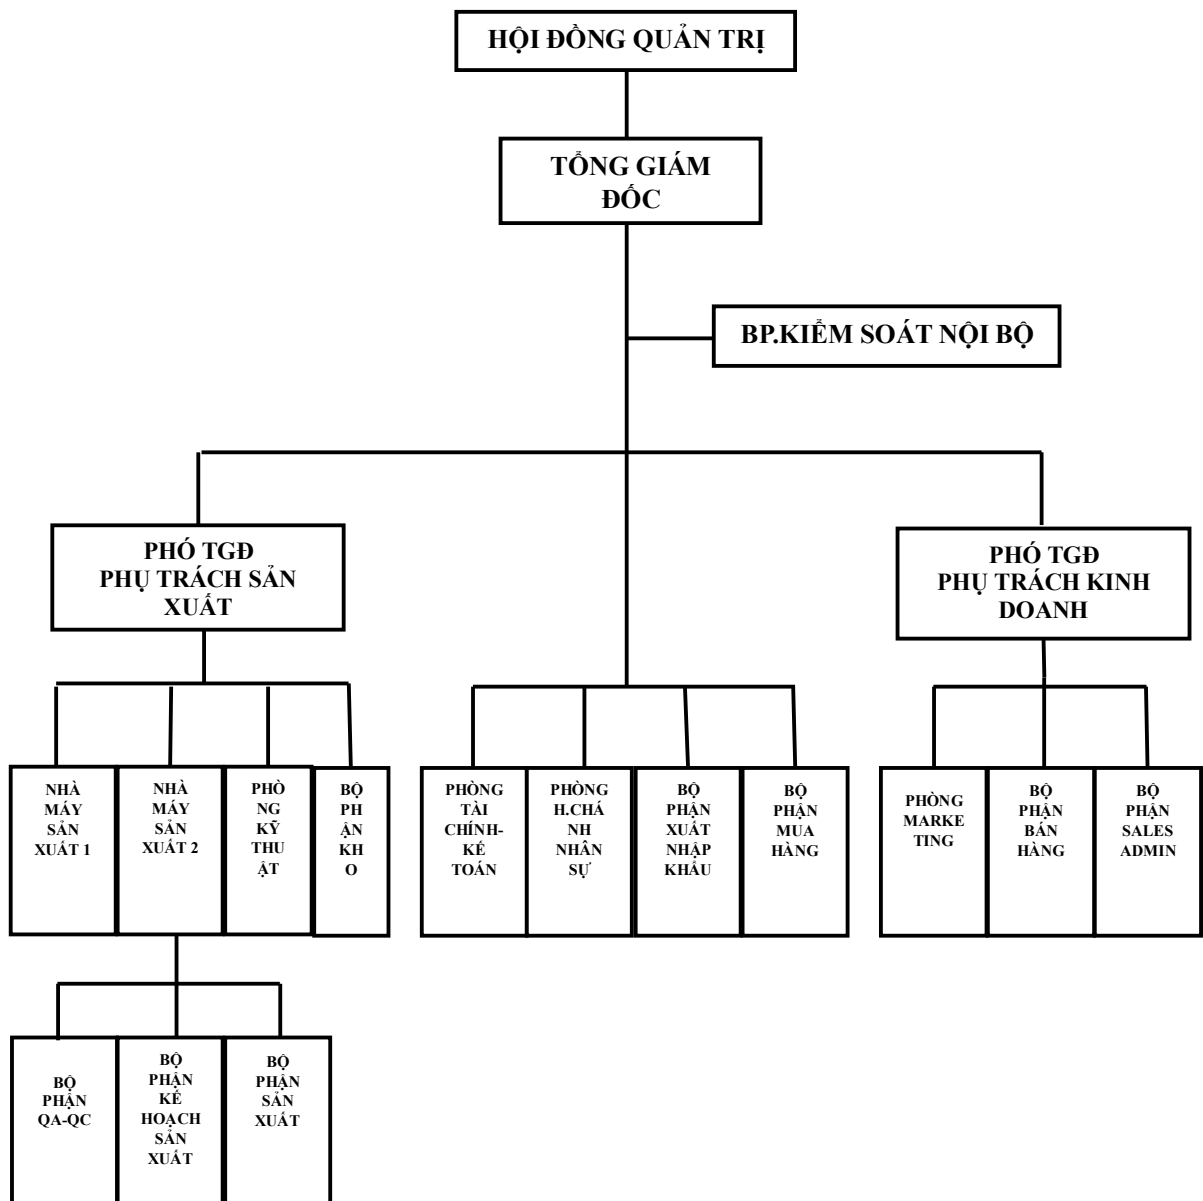 HỘI ĐỒNG QUẢN TRỊ
TỔNG GIÁM
ĐỐC
BP.KIỂM SOÁT NỘI BỘ
PHÓ TGĐ
PHỤ TRÁCH SẢN
XUẤT
PHÓ TGĐ
PHỤ TRÁCH KINH
DOANH
NHÀ
MÁY
SẢN
XUẤT 1
NHÀ
MÁY
SẢN
XUẤT 2
PHÒ
NG
KỸ
THU
ẬT
BỘ
PH
ẬN
KH
O
PHÒNG
TÀI
CHÍNH-
KẾ
TOÁN
PHÒNG
H.CHÁ
NH
NHÂN
SỰ
BỘ
PHẬN
XUẤT
NHẬP
KHẨU
BỘ
PHẬN
MUA
HÀNG
PHÒNG
MARKE
TING
BỘ
PHẬN
BÁN
HÀNG
BỘ
PHẬN
SALES
ADMIN
BỘ
PHẬN
QA-QC
BỘ
PHẬN
KẾ
HOẠCH
SẢN
XUẤT
BỘ
PHẬN
SẢN
XUẤT